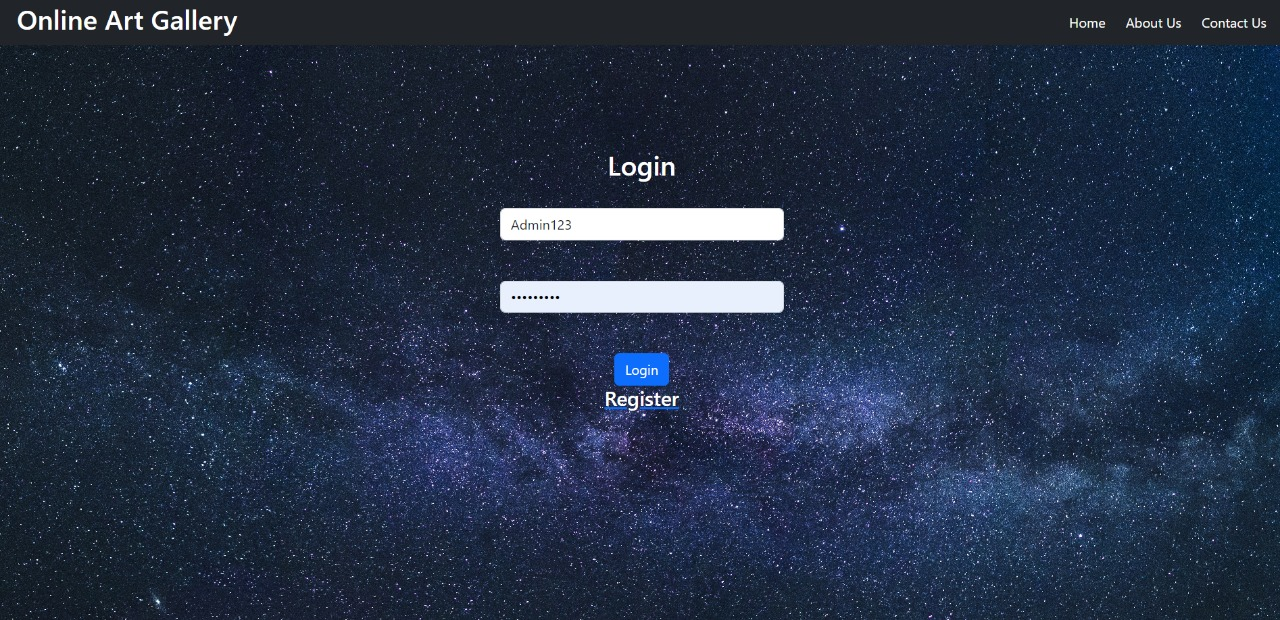 Online Art Gallery
Home About Us Contact Us
Login
Admin123
•••••••••
Login
Register